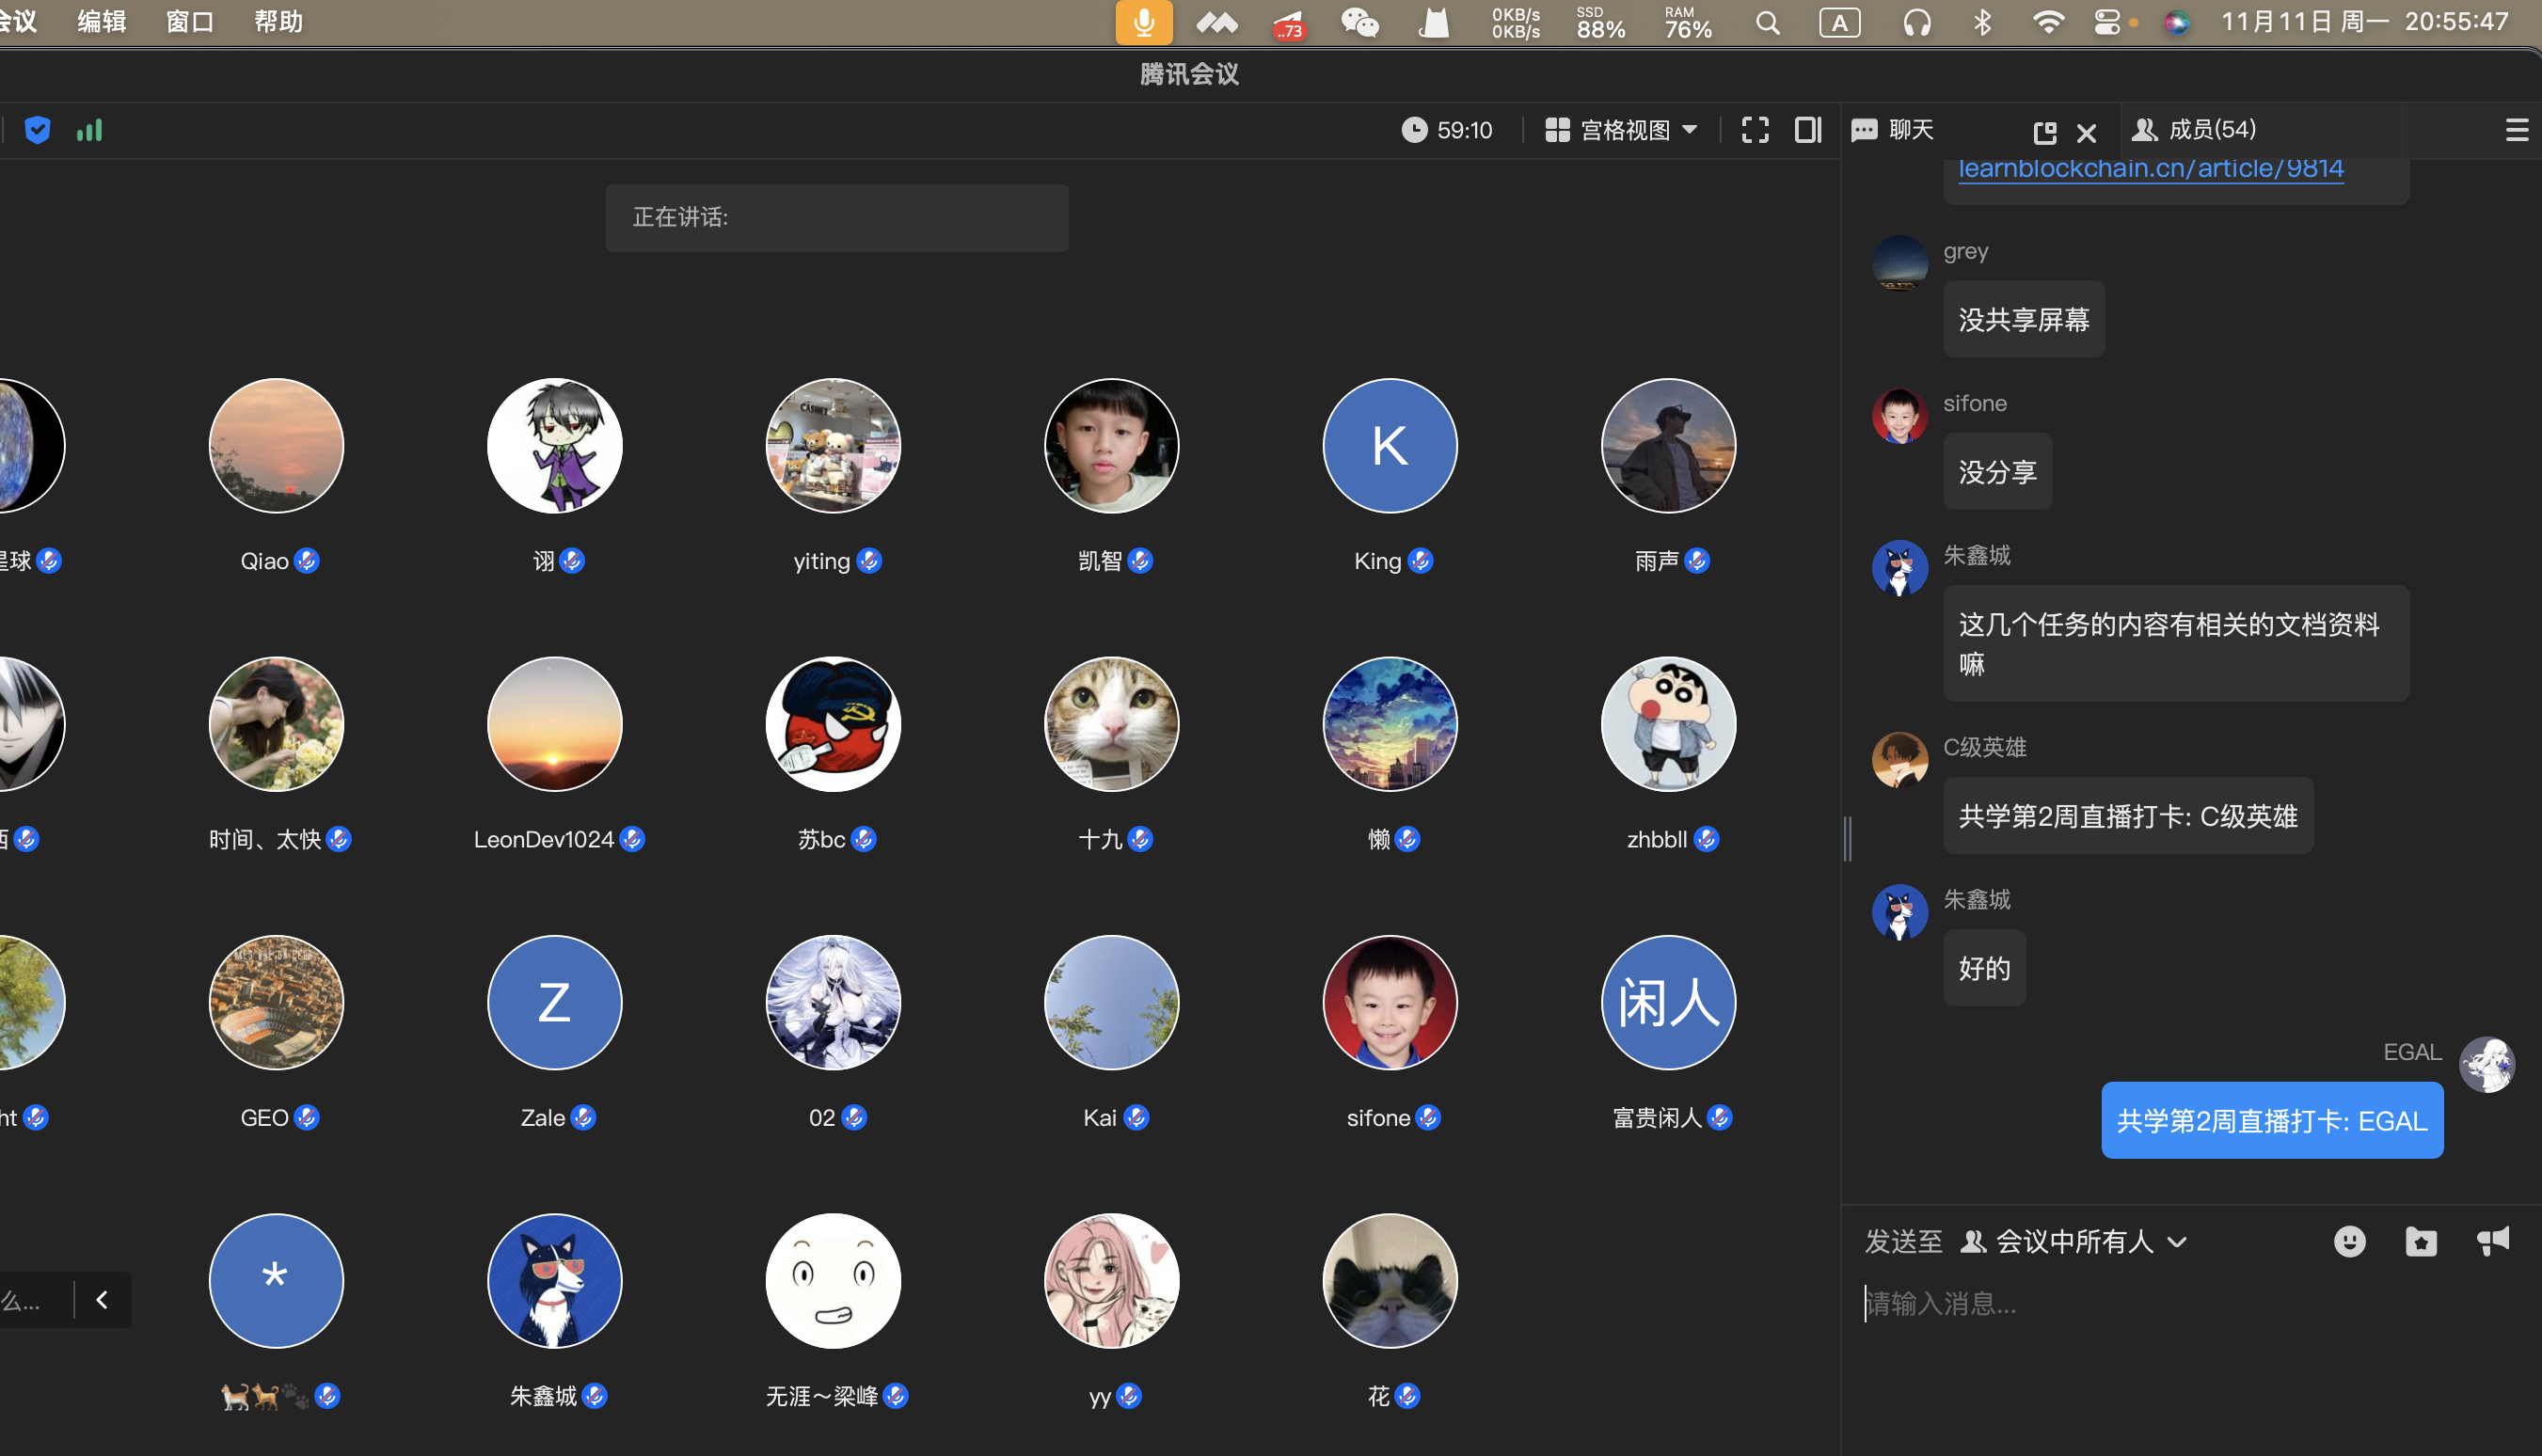 会议 编辑 窗口 帮助
..73
0KB/s
0KB/s
SSD
88%
RAM
76%
A
11月11日 周一 20:55:47
腾讯会议
59:10
宫格视图
聊天
成员(54)
正在讲话:
learnblockchain.cn/article/9814
grey
没共享屏幕
sifone
没分享
朱鑫城
这几个任务的内容有相关的文档资料
嘛
C级英雄
共学第2周直播打卡: C级英雄
朱鑫城
好的
EGAL
共学第2周直播打卡: EGAL
发送至 会议中所有人
请输入消息...
K
星球 Qiao 诩 yiting 凯智 King 雨声
时间、太快 LeonDev1024 苏bc 十九 懒 zhbbll
Z
闲人
ht GEO Zale 02 Kai sifone 富贵闲人
*
么...
朱鑫城 无涯~梁峰 yy 花